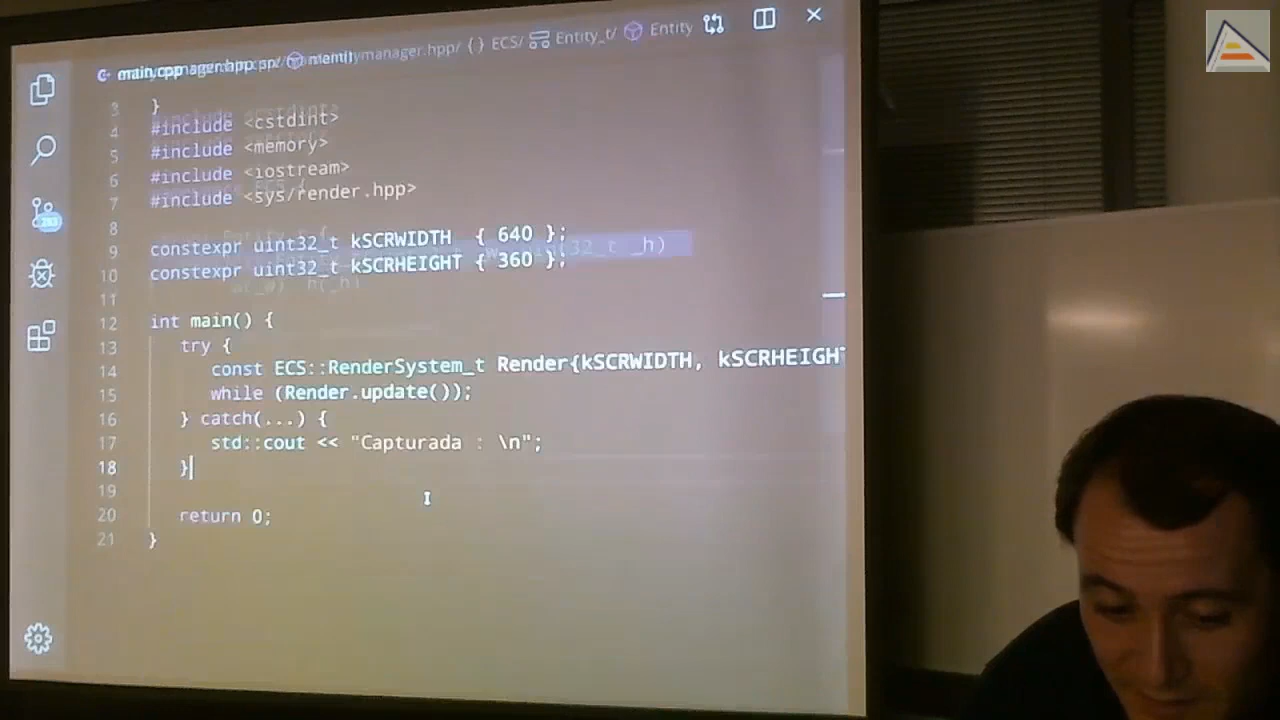 main.cpp
entitymanager.hpp/ {} ECS/ Entity_t/ Entity
3 }
4 #include <cstdint>
5 #include <memory>
6 #include <iostream>
7 #include <sys/render.hpp>
8
9 constexpr uint32_t kSCRWIDTH { 640 };
10 constexpr uint32_t kSCRHEIGHT { 360 };
11
12 int main() {
13 try {
14 const ECS::RenderSystem_t Render{kSCRWIDTH, kSCRHEIGHT
15 while (Render.update());
16 } catch(...) {
17 std::cout << "Capturada : \n";
18 }
19
20 return 0;
21 }